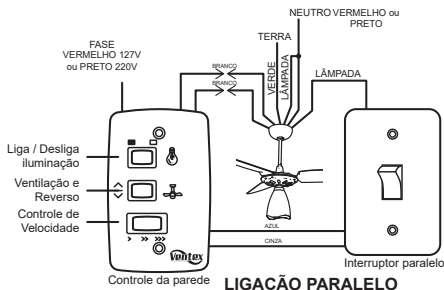 NEUTRO VERMELHO ou
PRETO
TERRA
FASE
VERMELHO 127V
ou PRETO 220V
BRANCO
BRANCO
VERDE
LÂMPADA
LÂMPADA
Liga / Desliga
iluminação
Ventilação e
Reverso
Controle de
Velocidade
> >> >>>
Ventex
AZUL
CINZA
Controle da parede
Interruptor paralelo
LIGAÇÃO PARALELO